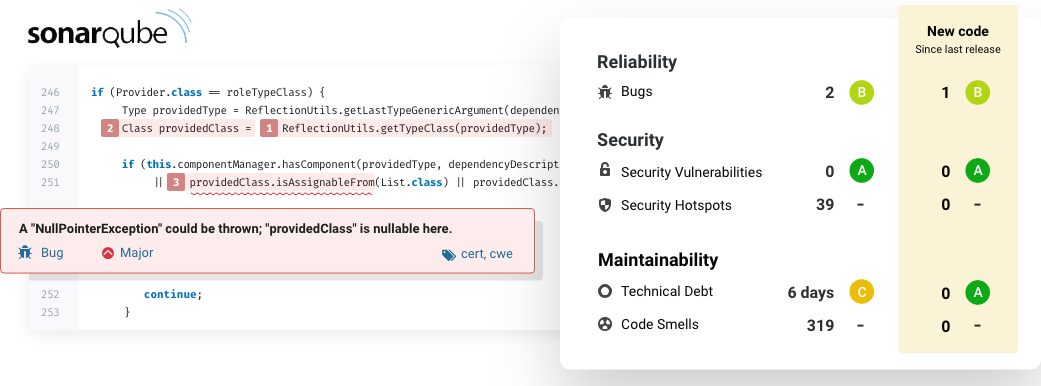 sonarqube
246 if (Provider.class == roleTypeClass) {
247 Type providedType = ReflectionUtils.getLastTypeGenericArgument(dependen
248 2 Class providedClass = 1 ReflectionUtils.getTypeClass(providedType);
249
250 if (this.componentManager.hasComponent(providedType, dependencyDescript
251 || 3 providedClass.isAssignableFrom(List.class) || providedClass.
A "NullPointerException" could be thrown; "providedClass" is nullable here.
Bug Major cert, cwe
252 continue;
253 }
New code
Since last release
Reliability
Bugs 2 B 1 B
Security
Security Vulnerabilities 0 A 0 A
Security Hotspots 39 - 0 -
Maintainability
Technical Debt 6 days C 0 A
Code Smells 319 - 0 -